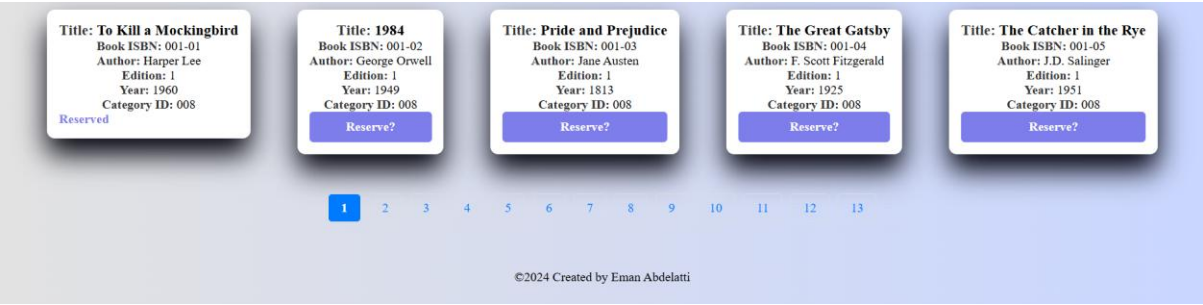 Title: To Kill a Mockingbird
Book ISBN: 001-01
Author: Harper Lee
Edition: 1
Year: 1960
Category ID: 008
Reserved
Title: 1984
Book ISBN: 001-02
Author: George Orwell
Edition: 1
Year: 1949
Category ID: 008
Reserve?
Title: Pride and Prejudice
Book ISBN: 001-03
Author: Jane Austen
Edition: 1
Year: 1813
Category ID: 008
Reserve?
Title: The Great Gatsby
Book ISBN: 001-04
Author: F. Scott Fitzgerald
Edition: 1
Year: 1925
Category ID: 008
Reserve?
Title: The Catcher in the Rye
Book ISBN: 001-05
Author: J.D. Salinger
Edition: 1
Year: 1951
Category ID: 008
Reserve?
1 2 3 4 5 6 7 8 9 10 11 12 13
©2024 Created by Eman Abdelatti